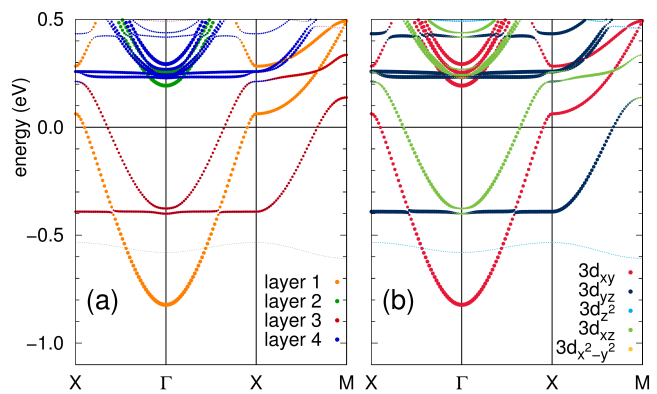 0.5
0.0
−0.5
−1.0
energy (eV)
(a)
layer 1
layer 2
layer 3
layer 4
X Γ X M
(b)
3dxy
3dyz
3dz²
3dxz
3dx²−y²
X Γ X M